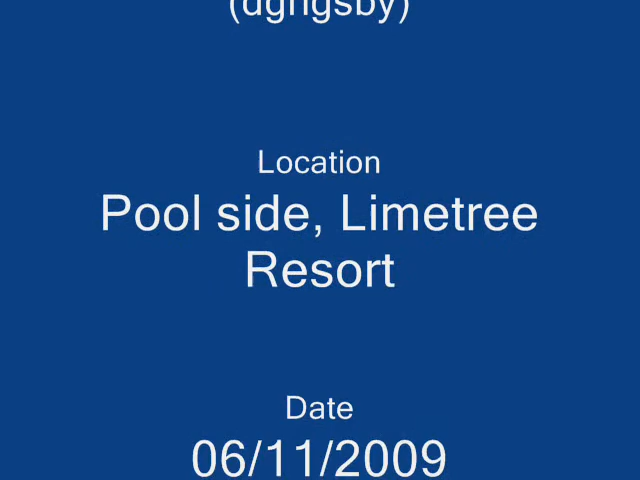 Location
Pool side, Limetree
Resort
Date
06/11/2009